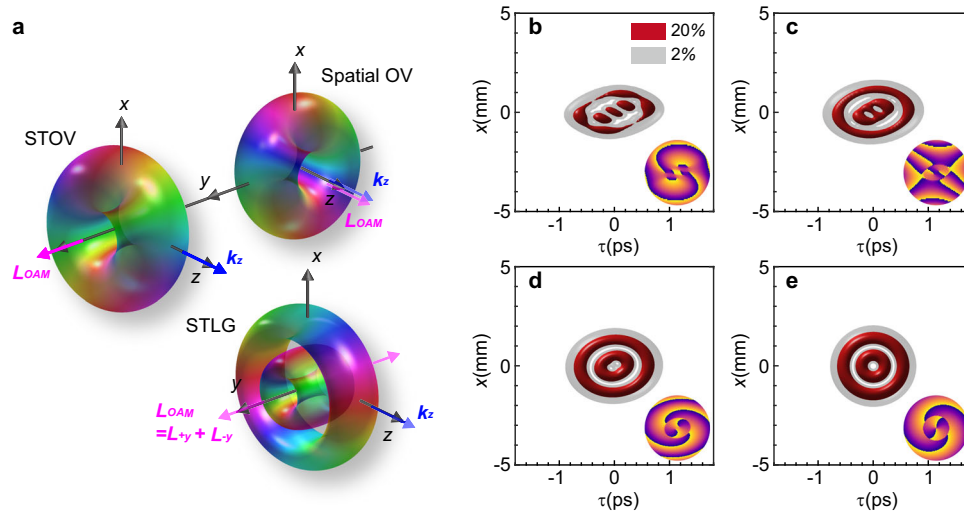 a
x
Spatial OV
STOV
x
y
z
kz
LOAM
LOAM
z
kz
STLG
x
y
LOAM
=L+y + L-y
z
kz
b
20%
2%
x(mm)
5
0
-5
-1
0
1
τ(ps)
c
x(mm)
5
0
-5
-1
0
1
τ(ps)
d
x(mm)
5
0
-5
-1
0
1
τ(ps)
e
x(mm)
5
0
-5
-1
0
1
τ(ps)